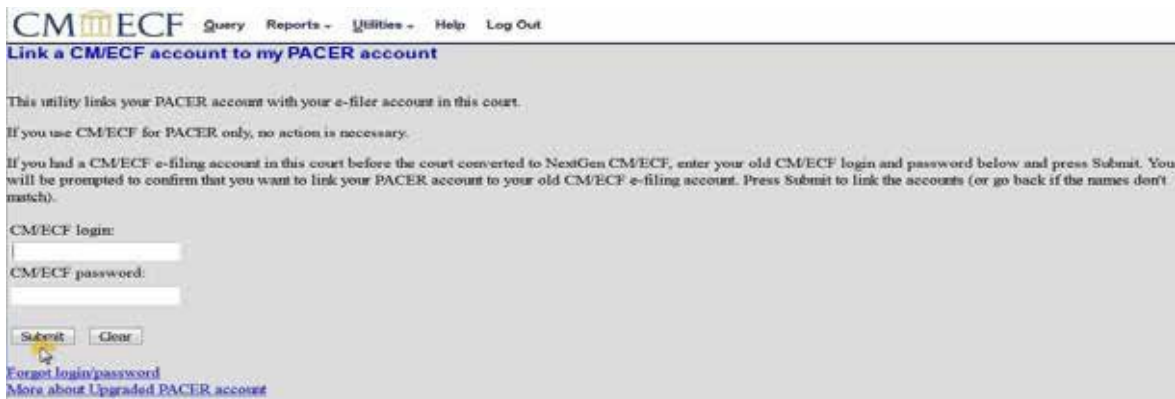 CM ECF Query Reports - Utilities - Help Log Out
Link a CM/ECF account to my PACER account
This utility links your PACER account with your e-filer account in this court.
If you use CM/ECF for PACER only, no action is necessary.
If you had a CM/ECF e-filing account in this court before the court converted to NextGen CM/ECF, enter your old CM/ECF login and password below and press Submit. You
will be prompted to confirm that you want to link your PACER account to your old CM/ECF e-filing account. Press Submit to link the accounts (or go back if the names don't
match).
CM/ECF login:
CM/ECF password:
Submit Clear
Forgot login/password
More about Upgraded PACER account